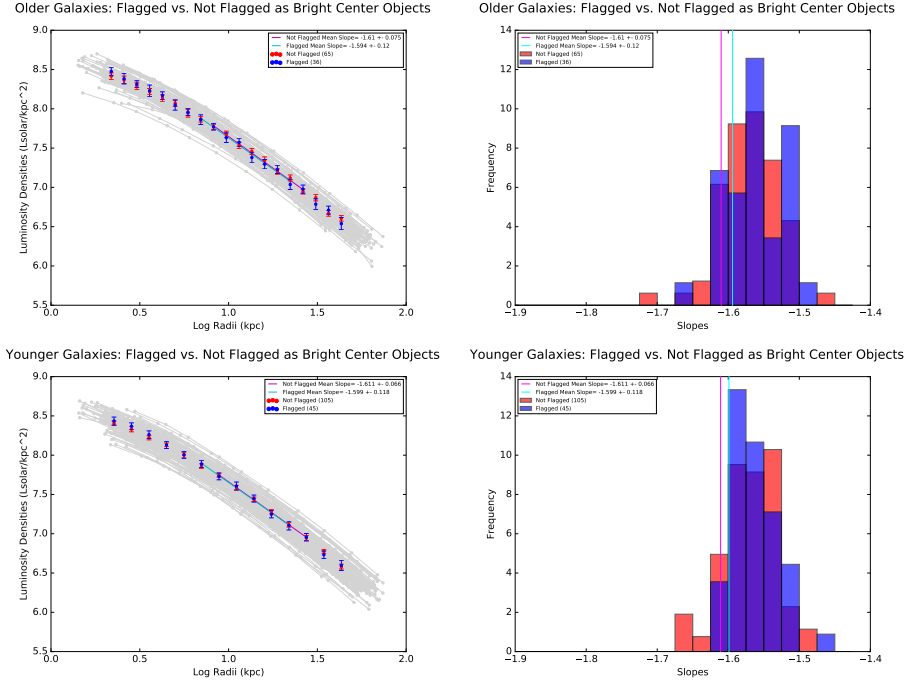 Older Galaxies: Flagged vs. Not Flagged as Bright Center Objects
Luminosity Densities (Lsolar/kpc^2)
9.0
8.5
8.0
7.5
7.0
6.5
6.0
5.5
Not Flagged Mean Slope= -1.61 +- 0.075
Flagged Mean Slope= -1.594 +- 0.12
Not Flagged (65)
Flagged (36)
0.0 0.5 1.0 1.5 2.0
Log Radii (kpc)
Older Galaxies: Flagged vs. Not Flagged as Bright Center Objects
Frequency
14
12
10
8
6
4
2
0
Not Flagged Mean Slope= -1.61 +- 0.075
Flagged Mean Slope= -1.594 +- 0.12
Not Flagged (65)
Flagged (36)
−1.9 −1.8 −1.7 −1.6 −1.5 −1.4
Slopes
Younger Galaxies: Flagged vs. Not Flagged as Bright Center Objects
Luminosity Densities (Lsolar/kpc^2)
9.0
8.5
8.0
7.5
7.0
6.5
6.0
5.5
Not Flagged Mean Slope= -1.611 +- 0.066
Flagged Mean Slope= -1.599 +- 0.118
Not Flagged (105)
Flagged (45)
0.0 0.5 1.0 1.5 2.0
Log Radii (kpc)
Younger Galaxies: Flagged vs. Not Flagged as Bright Center Objects
Frequency
14
12
10
8
6
4
2
0
Not Flagged Mean Slope= -1.611 +- 0.066
Flagged Mean Slope= -1.599 +- 0.118
Not Flagged (105)
Flagged (45)
−1.9 −1.8 −1.7 −1.6 −1.5 −1.4
Slopes